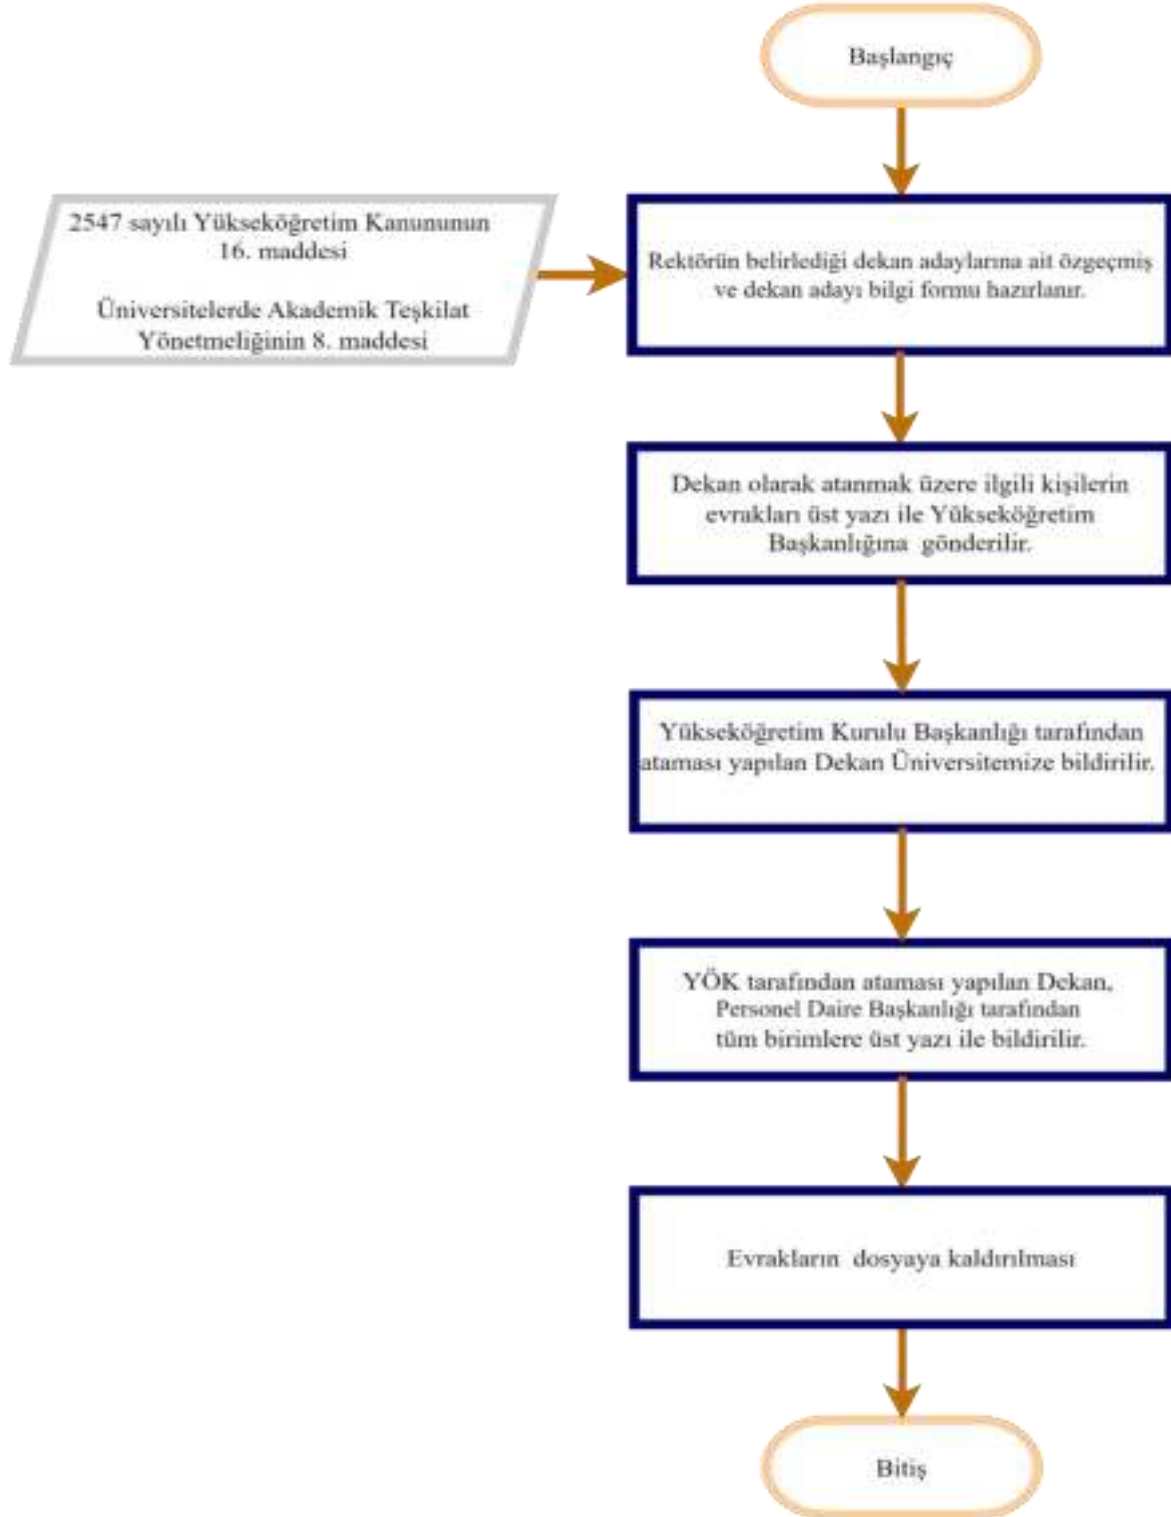 Başlangıç
2547 sayılı Yükseköğretim Kanununun
16. maddesi
Üniversitelerde Akademik Teşkilat
Yönetmeliğinin 8. maddesi
Rektörün belirlediği dekan adaylarına ait özgeçmiş
ve dekan adayı bilgi formu hazırlanır.
Dekan olarak atanmak üzere ilgili kişilerin
evrakları üst yazı ile Yükseköğretim
Başkanlığına gönderilir.
Yükseköğretim Kurulu Başkanlığı tarafından
ataması yapılan Dekan Üniversitemize bildirilir.
YÖK tarafından ataması yapılan Dekan,
Personel Daire Başkanlığı tarafından
tüm birimlere üst yazı ile bildirilir.
Evrakların dosyaya kaldırılması
Bitiş